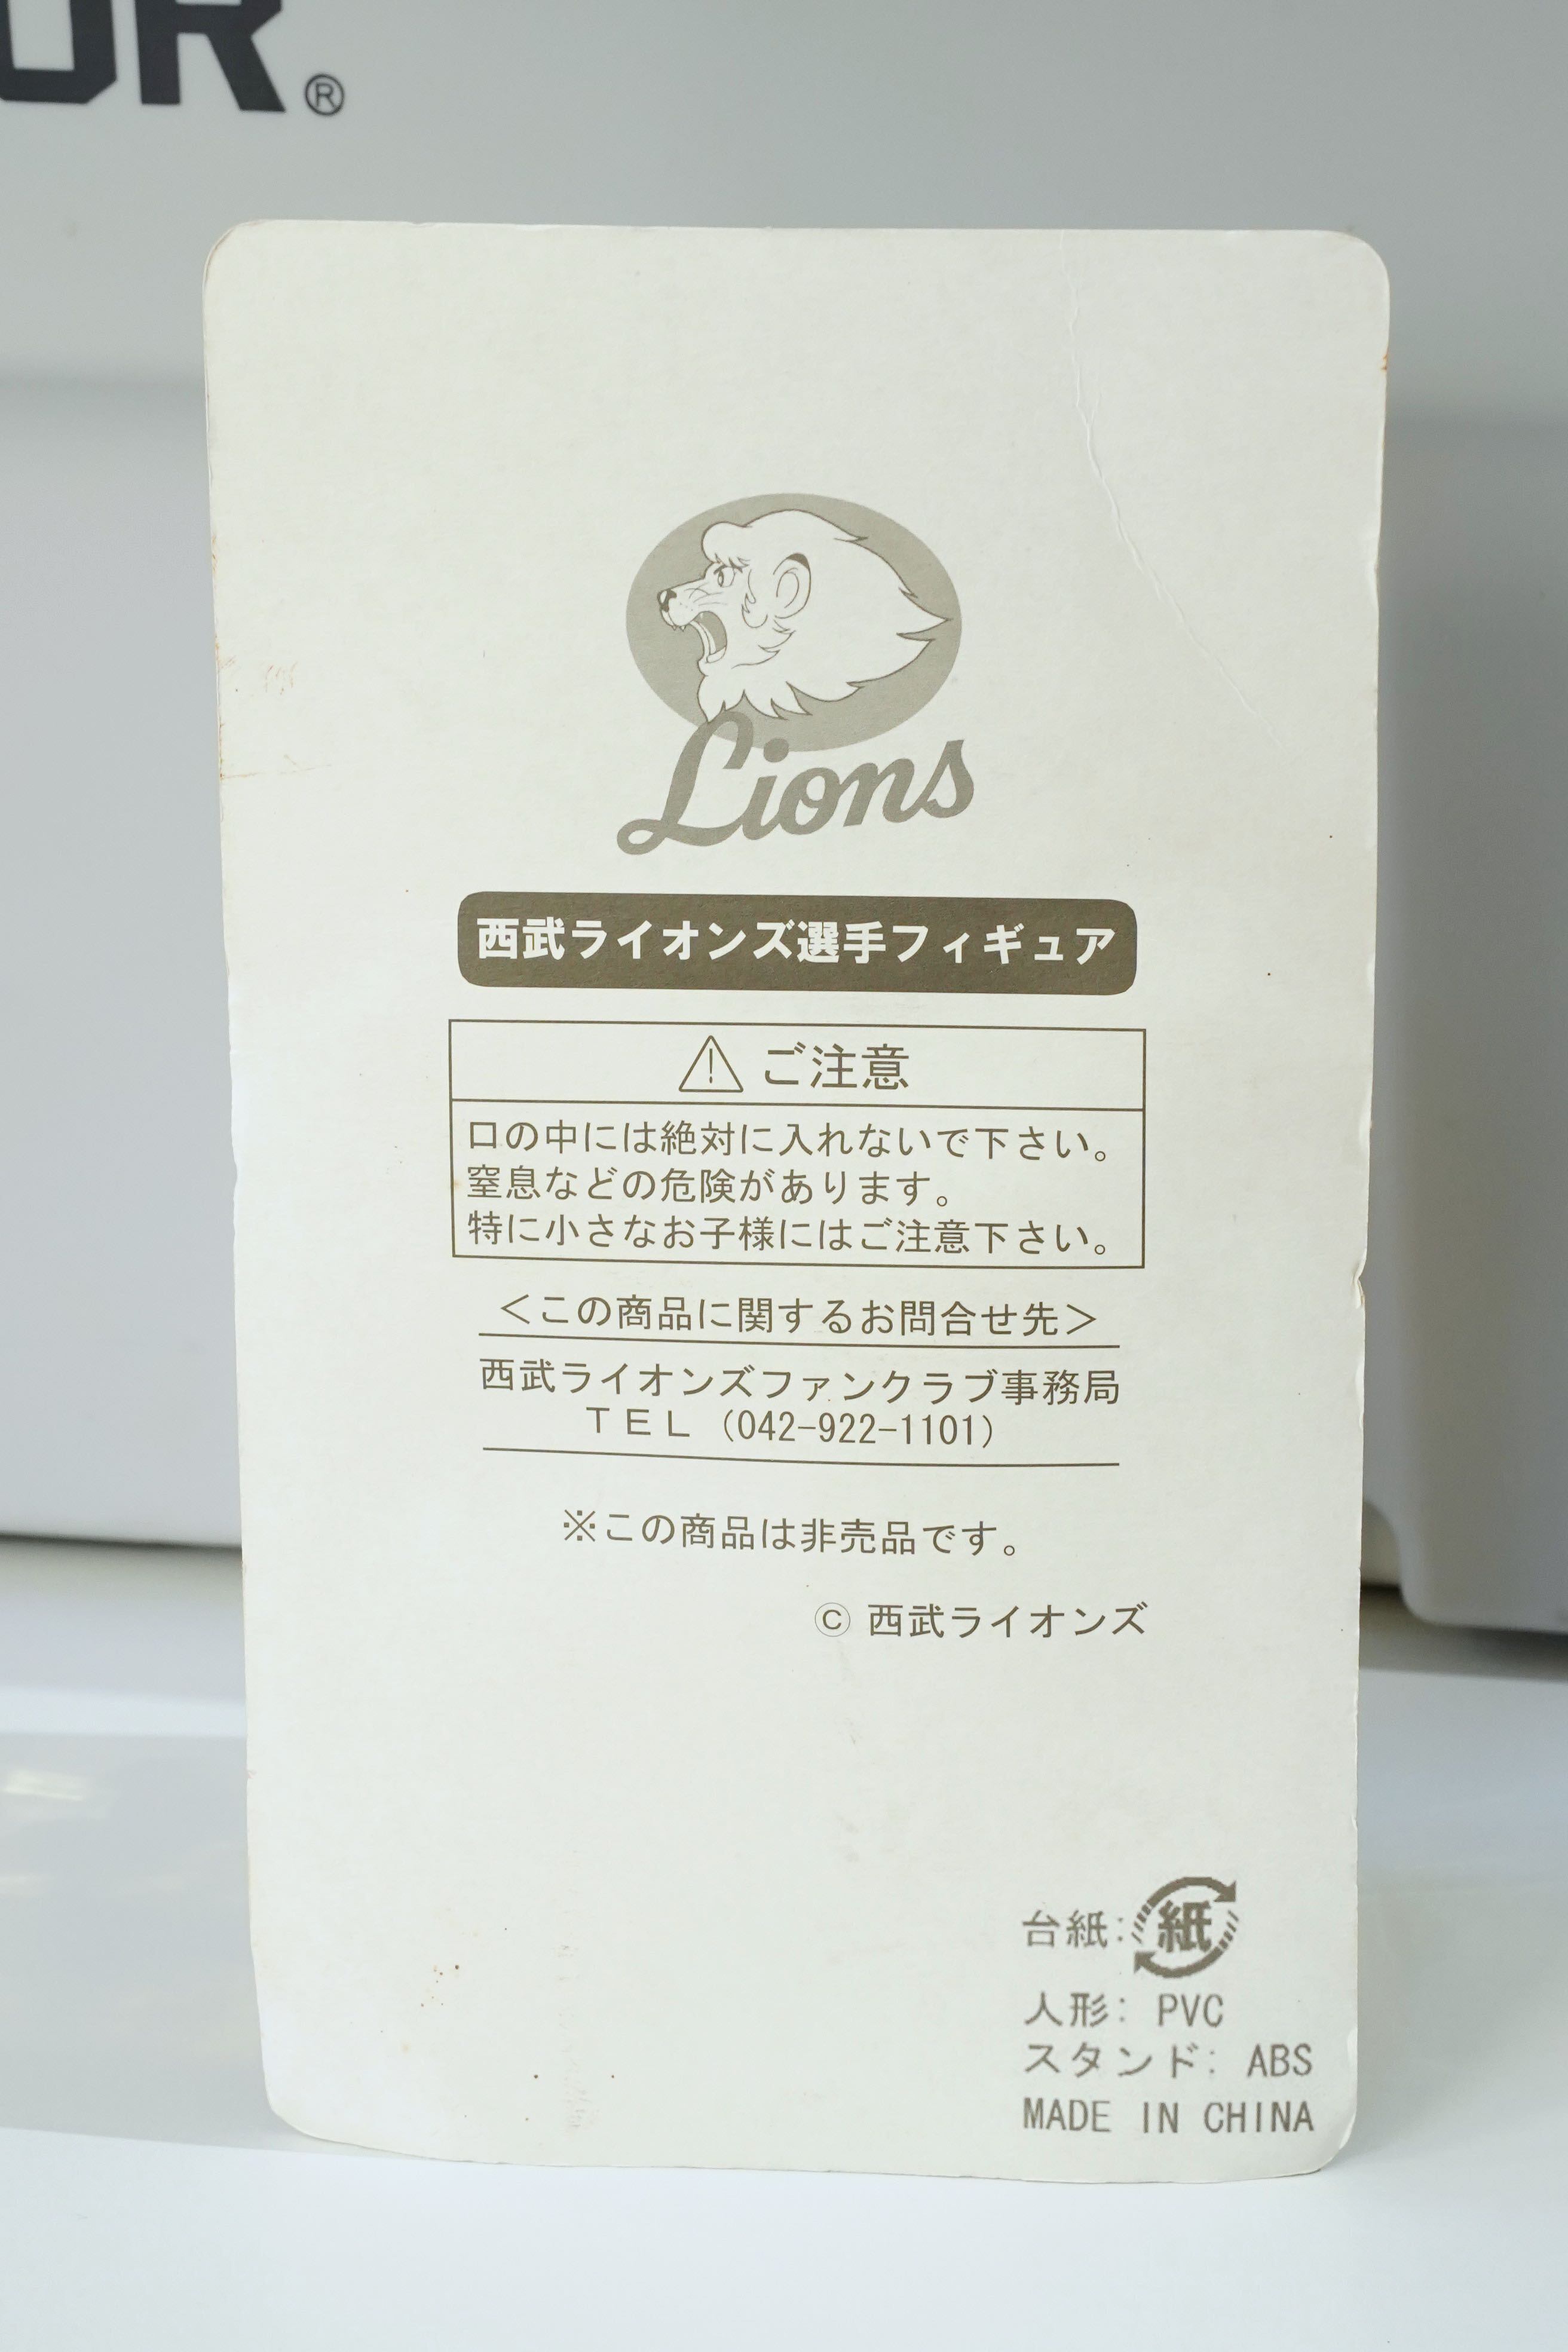 OR®
Lions
西武ライオンズ選手フィギュア
⚠ ご注意
口の中には絶対に入れないで下さい。
窒息などの危険があります。
特に小さなお子様にはご注意下さい。
＜この商品に関するお問合せ先＞
西武ライオンズファンクラブ事務局
ＴＥＬ（042-922-1101）
※この商品は非売品です。
© 西武ライオンズ
台紙:紙
人形: PVC
スタンド: ABS
MADE IN CHINA